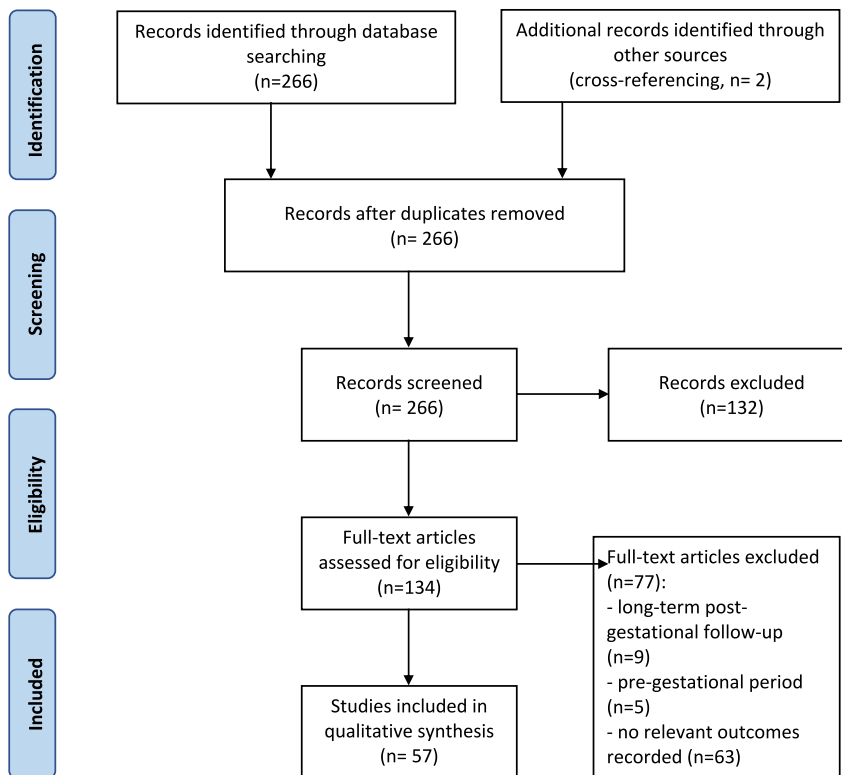 Identification
Records identified through database
searching
(n=266)
Additional records identified through
other sources
(cross-referencing, n= 2)
Records after duplicates removed
(n= 266)
Screening
Records screened
(n= 266)
Records excluded
(n=132)
Eligibility
Full-text articles
assessed for eligibility
(n=134)
Full-text articles excluded
(n=77):
- long-term post-
gestational follow-up
(n=9)
- pre-gestational period
(n=5)
- no relevant outcomes
recorded (n=63)
Included
Studies included in
qualitative synthesis
(n= 57)